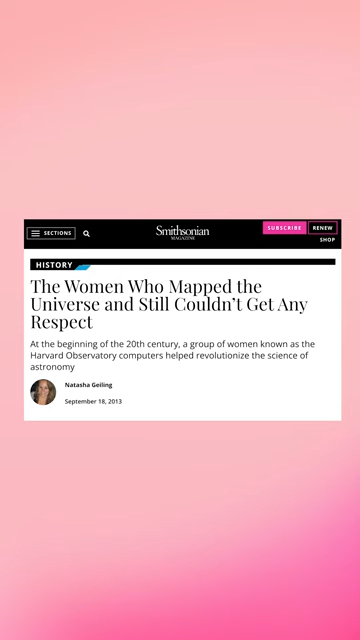 SECTIONS
Smithsonian
MAGAZINE
SUBSCRIBE
RENEW
SHOP
HISTORY
The Women Who Mapped the
Universe and Still Couldn't Get Any
Respect
At the beginning of the 20th century, a group of women known as the
Harvard Observatory computers helped revolutionize the science of
astronomy
Natasha Geiling
September 18, 2013